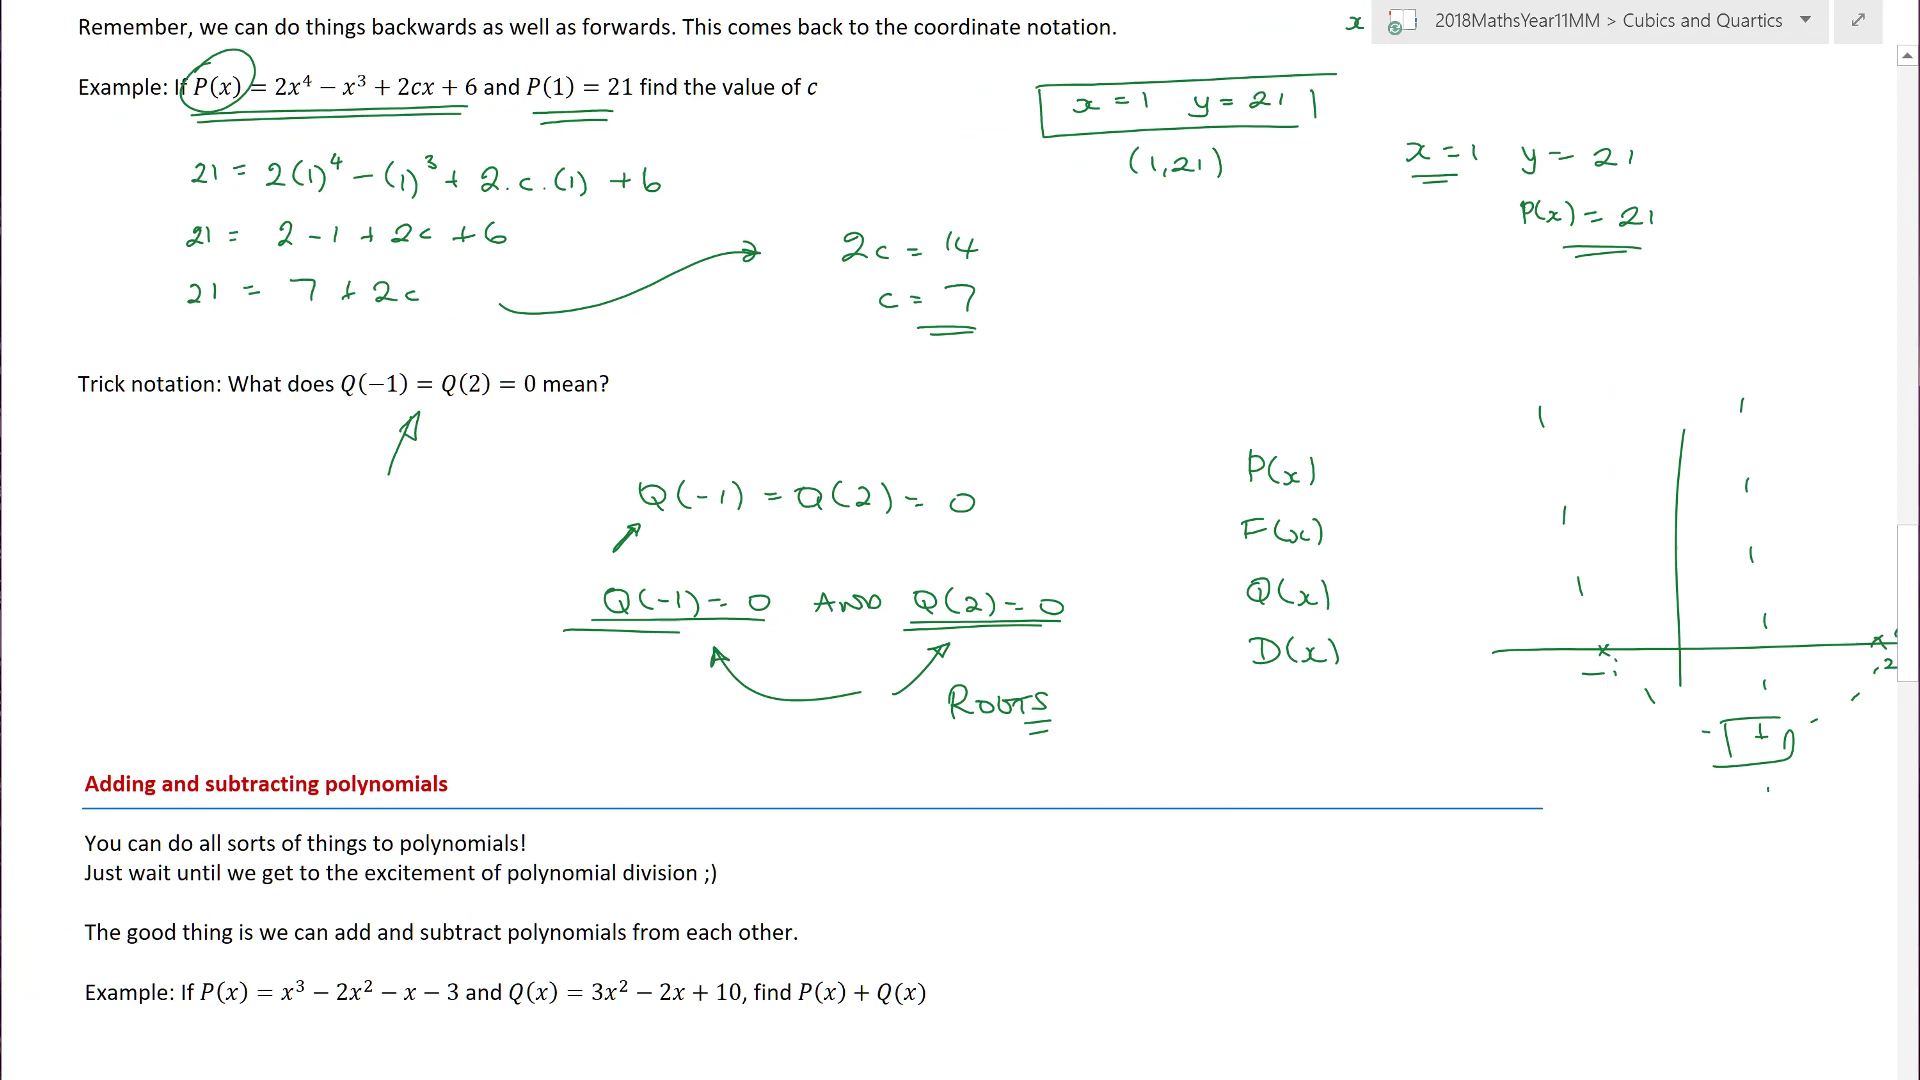 Remember, we can do things backwards as well as forwards. This comes back to the coordinate notation.
x
2018MathsYear11MM > Cubics and Quartics
Example: If P(x) = 2x⁴ − x³ + 2cx + 6 and P(1) = 21 find the value of c
x = 1 y = 21
(1,21)
x = 1 y = 21
P(x) = 21
21 = 2(1)⁴ − (1)³ + 2.c.(1) + 6
21 = 2 − 1 + 2c + 6
21 = 7 + 2c
2c = 14
c = 7
Trick notation: What does Q(−1) = Q(2) = 0 mean?
Q(-1) = Q(2) = 0
Q(-1) = 0 AND Q(2) = 0
ROOTS
P(x)
F(x)
Q(x)
D(x)
2
Adding and subtracting polynomials
You can do all sorts of things to polynomials!
Just wait until we get to the excitement of polynomial division ;)
The good thing is we can add and subtract polynomials from each other.
Example: If P(x) = x³ − 2x² − x − 3 and Q(x) = 3x² − 2x + 10, find P(x) + Q(x)